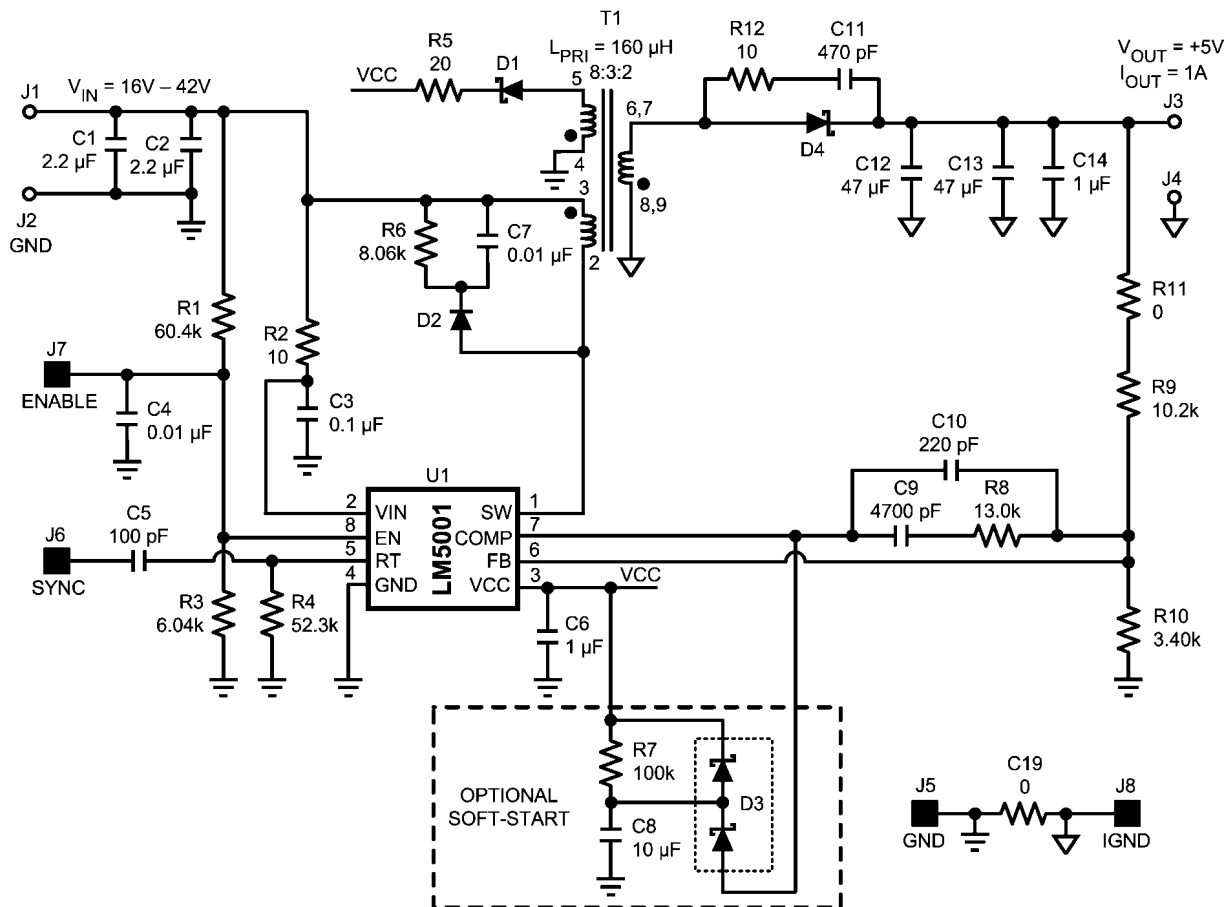 T1
L_PRI = 160 µH
8:3:2
5
4
3
2
6,7
8,9
R5
20
D1
VCC
R12
10
C11
470 pF
D4
V_OUT = +5V
I_OUT = 1A
J3
J4
J1
V_IN = 16V – 42V
C1
2.2 µF
C2
2.2 µF
J2
GND
C12
47 µF
C13
47 µF
C14
1 µF
R6
8.06k
C7
0.01 µF
D2
R1
60.4k
R2
10
R11
0
R9
10.2k
J7
ENABLE
C4
0.01 µF
C3
0.1 µF
C10
220 pF
C9
4700 pF
R8
13.0k
U1
LM5001
2
VIN
8
EN
5
RT
4
GND
SW
1
COMP
7
FB
6
VCC
3
VCC
J6
SYNC
C5
100 pF
R3
6.04k
R4
52.3k
C6
1 µF
R10
3.40k
OPTIONAL
SOFT-START
R7
100k
C8
10 µF
D3
J5
GND
C19
0
J8
IGND